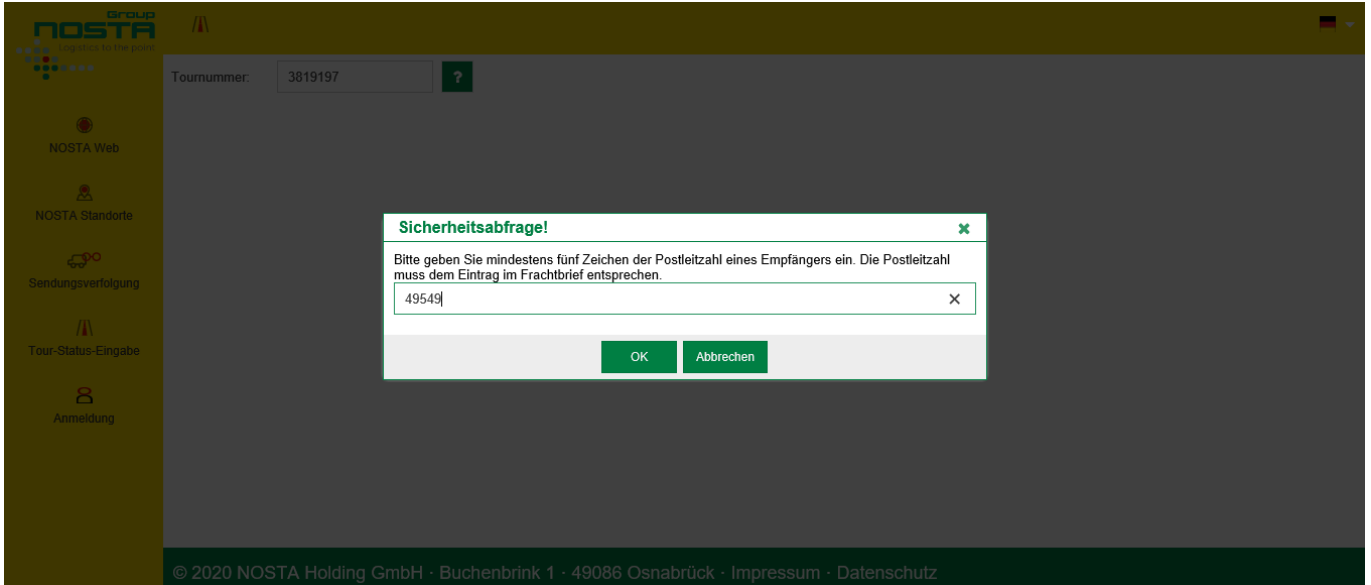 Group
NOSTA
Logistics to the point
Tournummer:
3819197
?
NOSTA Web
NOSTA Standorte
Sendungsverfolgung
Tour-Status-Eingabe
Anmeldung
Sicherheitsabfrage!
Bitte geben Sie mindestens fünf Zeichen der Postleitzahl eines Empfängers ein. Die Postleitzahl
muss dem Eintrag im Frachtbrief entsprechen.
49549
OK
Abbrechen
© 2020 NOSTA Holding GmbH · Buchenbrink 1 · 49086 Osnabrück · Impressum · Datenschutz